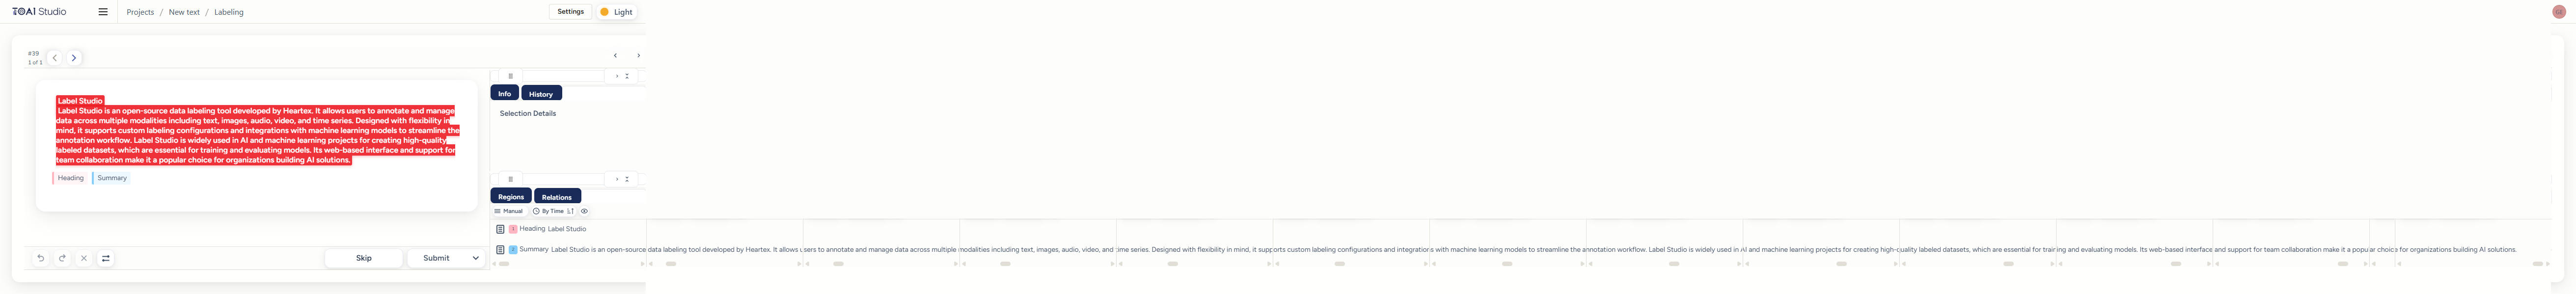 TOAI Studio
Projects / New text / Labeling
Settings
Light
#39
1 of 1
Label Studio
Label Studio is an open-source data labeling tool developed by Heartex. It allows users to annotate and manage
data across multiple modalities including text, images, audio, video, and time series. Designed with flexibility in
mind, it supports custom labeling configurations and integrations with machine learning models to streamline the
annotation workflow. Label Studio is widely used in AI and machine learning projects for creating high-quality
labeled datasets, which are essential for training and evaluating models. Its web-based interface and support for
team collaboration make it a popular choice for organizations building AI solutions.
Heading Summary
Skip
Submit
Info History
Selection Details
Regions Relations
Manual By Time
1 Heading Label Studio
2 Summary Label Studio is an open-source data labeling tool developed by Heartex. It allows users to annotate and manage data across multiple modalities including text, images, audio, video, and time series. Designed with flexibility in mind, it supports custom labeling configurations and integrations with machine learning models to streamline the annotation workflow. Label Studio is widely used in AI and machine learning projects for creating high-quality labeled datasets, which are essential for training and evaluating models. Its web-based interface and support for team collaboration make it a popular choice for organizations building AI solutions.